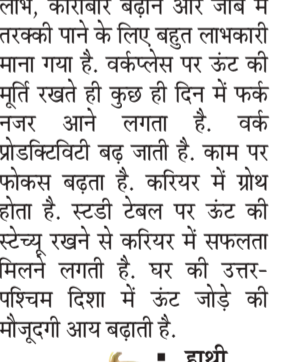 लाभ, कारोबार बढ़ाने और जॉब में
तरक्की पाने के लिए बहुत लाभकारी
माना गया है. वर्कप्लेस पर ऊंट की
मूर्ति रखते ही कुछ ही दिन में फर्क
नजर आने लगता है. वर्क
प्रोडक्टिविटी बढ़ जाती है. काम पर
फोकस बढ़ता है. करियर में ग्रोथ
होता है. स्टडी टेबल पर ऊंट की
स्टेच्यू रखने से करियर में सफलता
मिलने लगती है. घर की उत्तर-
पश्चिम दिशा में ऊंट जोड़े की
मौजूदगी आय बढ़ाती है.
हाथी